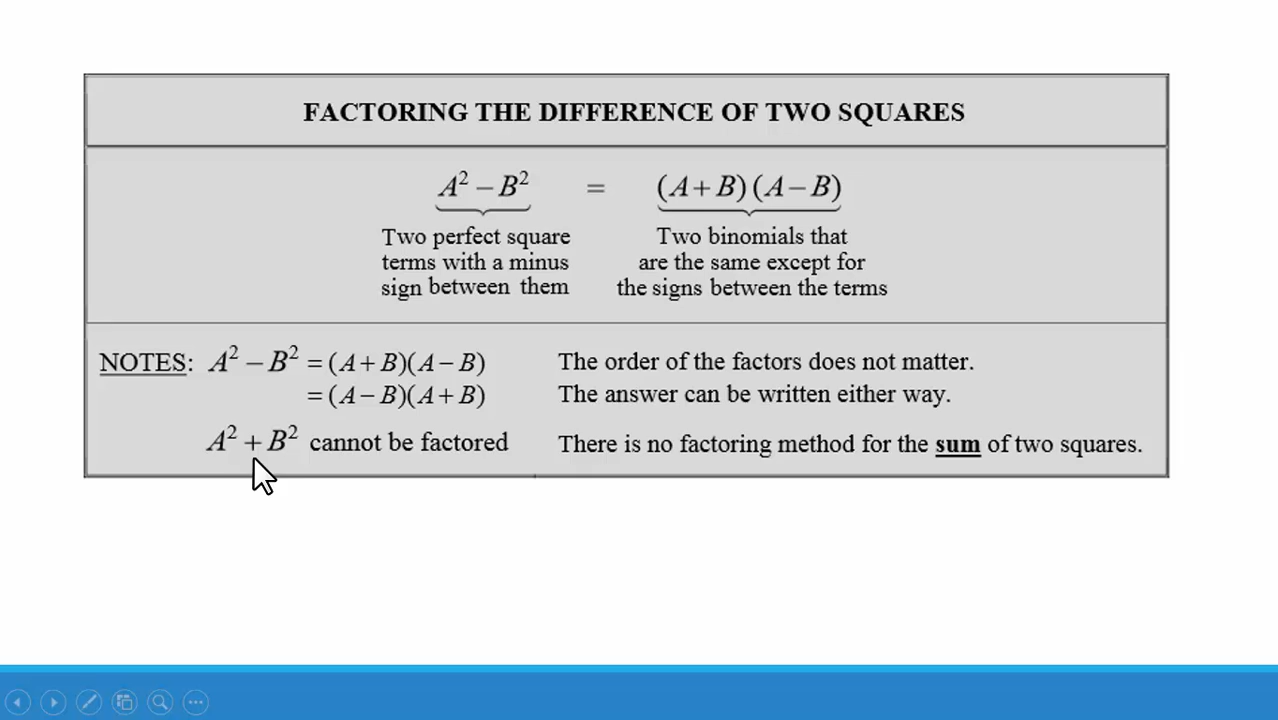 FACTORING THE DIFFERENCE OF TWO SQUARES
A² − B² = (A + B)(A − B)
Two perfect square
terms with a minus
sign between them
Two binomials that
are the same except for
the signs between the terms
NOTES: A² − B² = (A + B)(A − B) The order of the factors does not matter.
= (A − B)(A + B) The answer can be written either way.
A² + B² cannot be factored There is no factoring method for the sum of two squares.